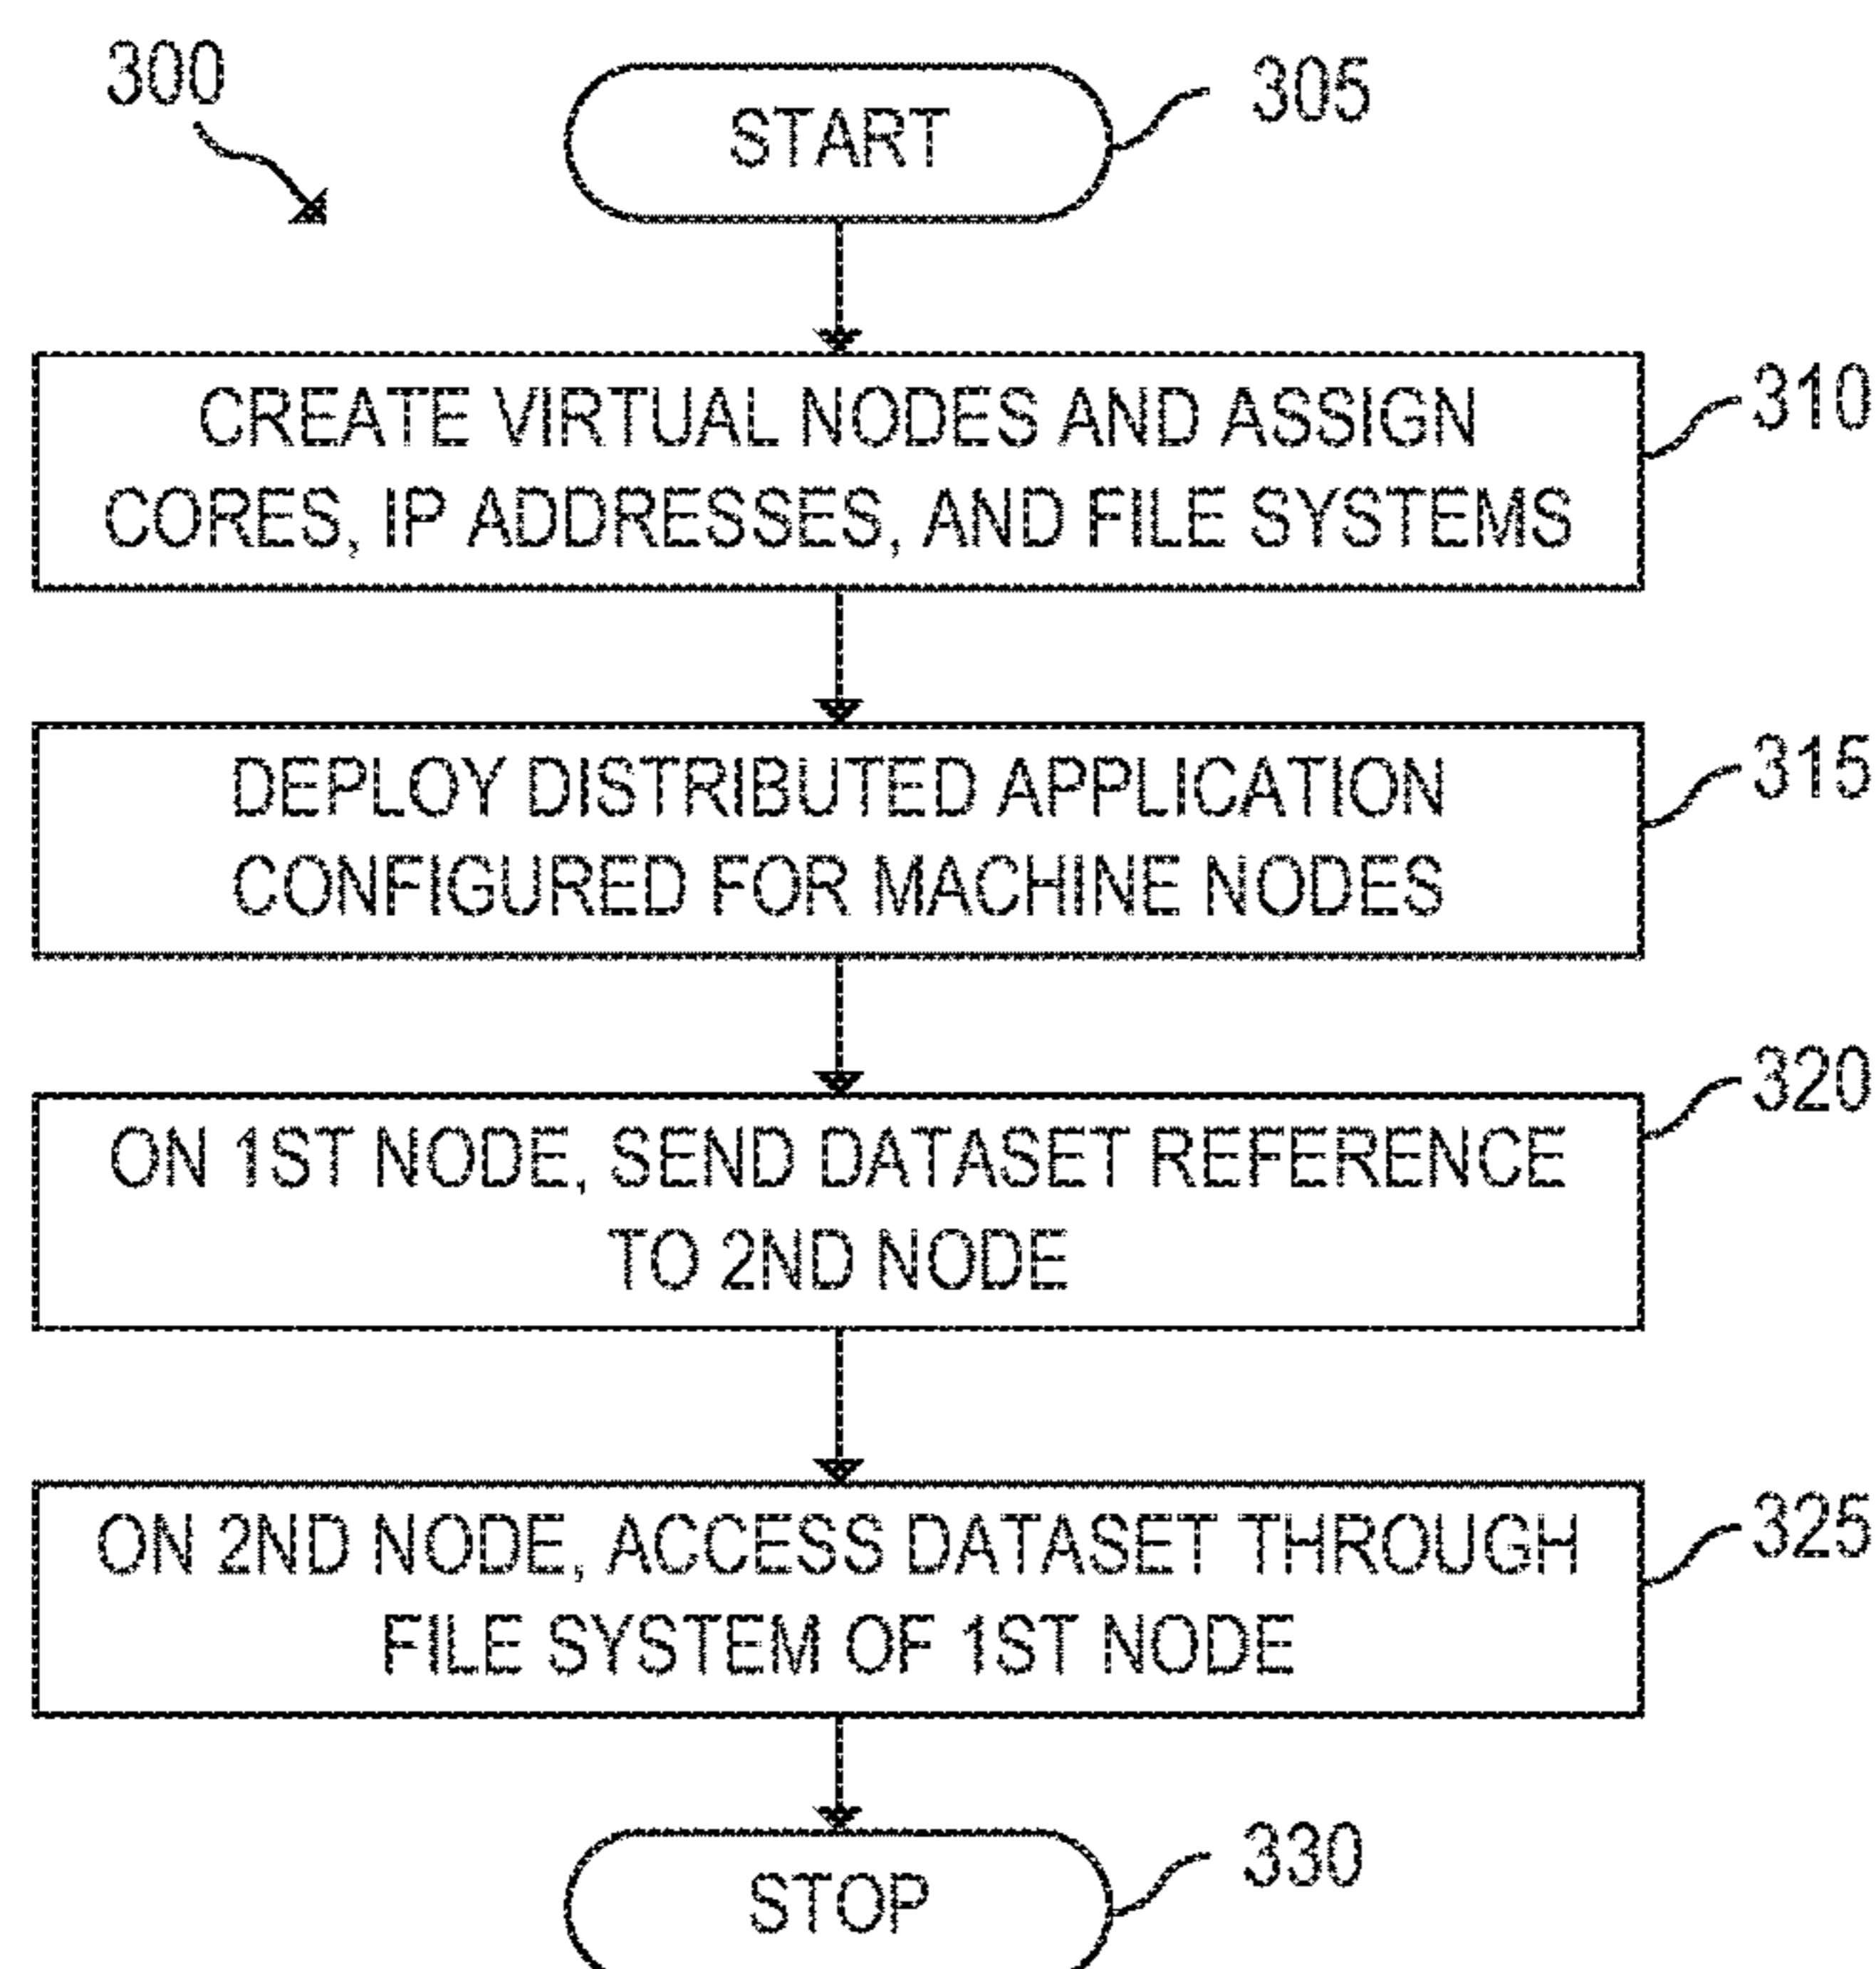 300
START
305
CREATE VIRTUAL NODES AND ASSIGN
CORES, IP ADDRESSES, AND FILE SYSTEMS
310
DEPLOY DISTRIBUTED APPLICATION
CONFIGURED FOR MACHINE NODES
315
ON 1ST NODE, SEND DATASET REFERENCE
TO 2ND NODE
320
ON 2ND NODE, ACCESS DATASET THROUGH
FILE SYSTEM OF 1ST NODE
325
STOP
330